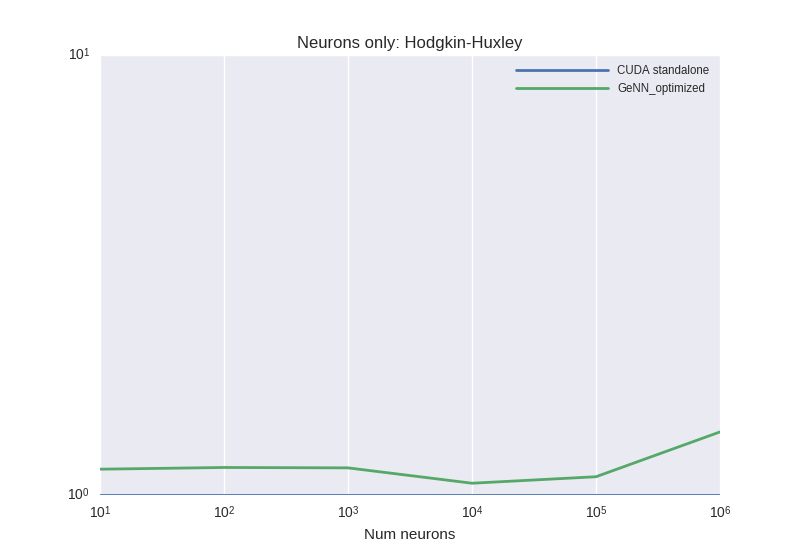 Neurons only: Hodgkin-Huxley
10¹
CUDA standalone
GeNN_optimized
10⁰
10¹ 10² 10³ 10⁴ 10⁵ 10⁶
Num neurons